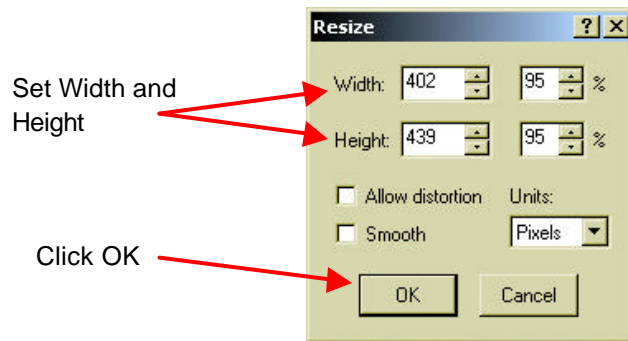 Resize
? X
Set Width and
Height
Width: 402 95 %
Height: 439 95 %
Allow distortion Units:
Smooth Pixels
Click OK
OK Cancel